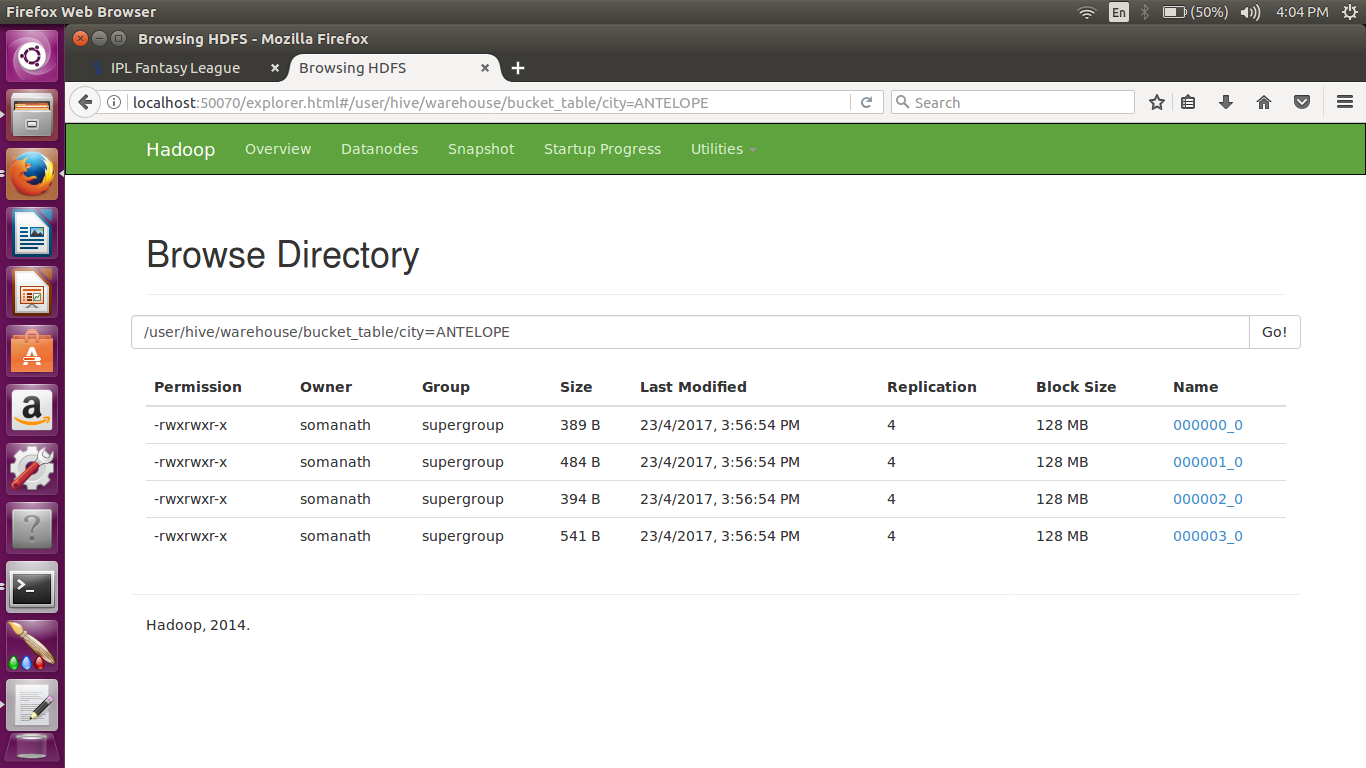 Firefox Web Browser En (50%) 4:04 PM
Browsing HDFS - Mozilla Firefox
IPL Fantasy League Browsing HDFS
localhost:50070/explorer.html#/user/hive/warehouse/bucket_table/city=ANTELOPE Search
Hadoop Overview Datanodes Snapshot Startup Progress Utilities
Browse Directory
/user/hive/warehouse/bucket_table/city=ANTELOPE Go!
Permission Owner Group Size Last Modified Replication Block Size Name
-rwxrwxr-x somanath supergroup 389 B 23/4/2017, 3:56:54 PM 4 128 MB 000000_0
-rwxrwxr-x somanath supergroup 484 B 23/4/2017, 3:56:54 PM 4 128 MB 000001_0
-rwxrwxr-x somanath supergroup 394 B 23/4/2017, 3:56:54 PM 4 128 MB 000002_0
-rwxrwxr-x somanath supergroup 541 B 23/4/2017, 3:56:54 PM 4 128 MB 000003_0
Hadoop, 2014.